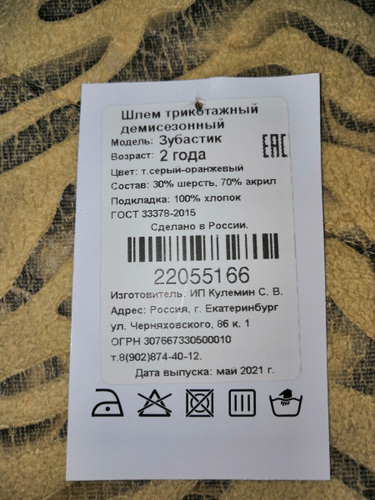 Шлем трикотажный
демисезонный
Модель: Зубастик
Возраст: 2 года
EAC
Цвет: т.серый-оранжевый
Состав: 30% шерсть, 70% акрил
Подкладка: 100% хлопок
ГОСТ 33378-2015
Сделано в России.
22055166
Изготовитель: ИП Кулемин С. В.
Адрес: Россия, г. Екатеринбург
ул. Черняховского, 86 к. 1
ОГРН 307667330500010
т.8(902)874-40-12.
Дата выпуска: май 2021 г.